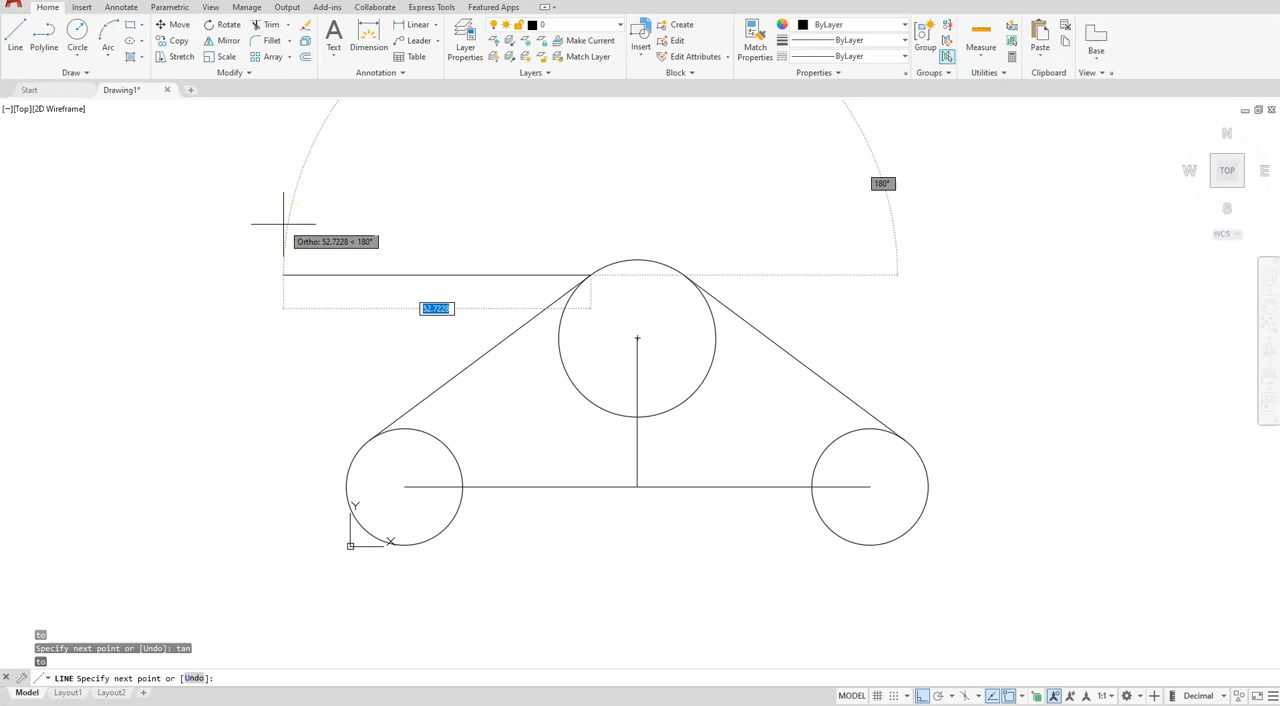 Home Insert Annotate Parametric View Manage Output Add-ins Collaborate Express Tools Featured Apps
Line Polyline Circle Arc Move Rotate Trim Text Dimension Linear Layer Properties 0 Insert Create Match Properties ByLayer Group Measure Paste Base
Copy Mirror Fillet Leader Make Current Edit ByLayer
Stretch Scale Array Table Match Layer Edit Attributes ByLayer
Draw Modify Annotation Layers Block Properties Groups Utilities Clipboard View
Start Drawing1*
[−][Top][2D Wireframe]
N
W TOP E
S
WCS
180°
Ortho: 52.7228 < 180°
52.7228
Y
X
to
Specify next point or [Undo]: tan
to
LINE Specify next point or [Undo]:
Model Layout1 Layout2 + MODEL 1:1 Decimal